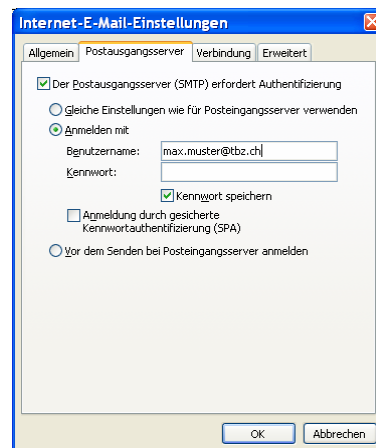 Internet-E-Mail-Einstellungen
Allgemein Postausgangsserver Verbindung Erweitert
Der Postausgangsserver (SMTP) erfordert Authentifizierung
Gleiche Einstellungen wie für Posteingangsserver verwenden
Anmelden mit
Benutzername: max.muster@tbz.ch
Kennwort:
Kennwort speichern
Anmeldung durch gesicherte
Kennwortauthentifizierung (SPA)
Vor dem Senden bei Posteingangsserver anmelden
OK Abbrechen